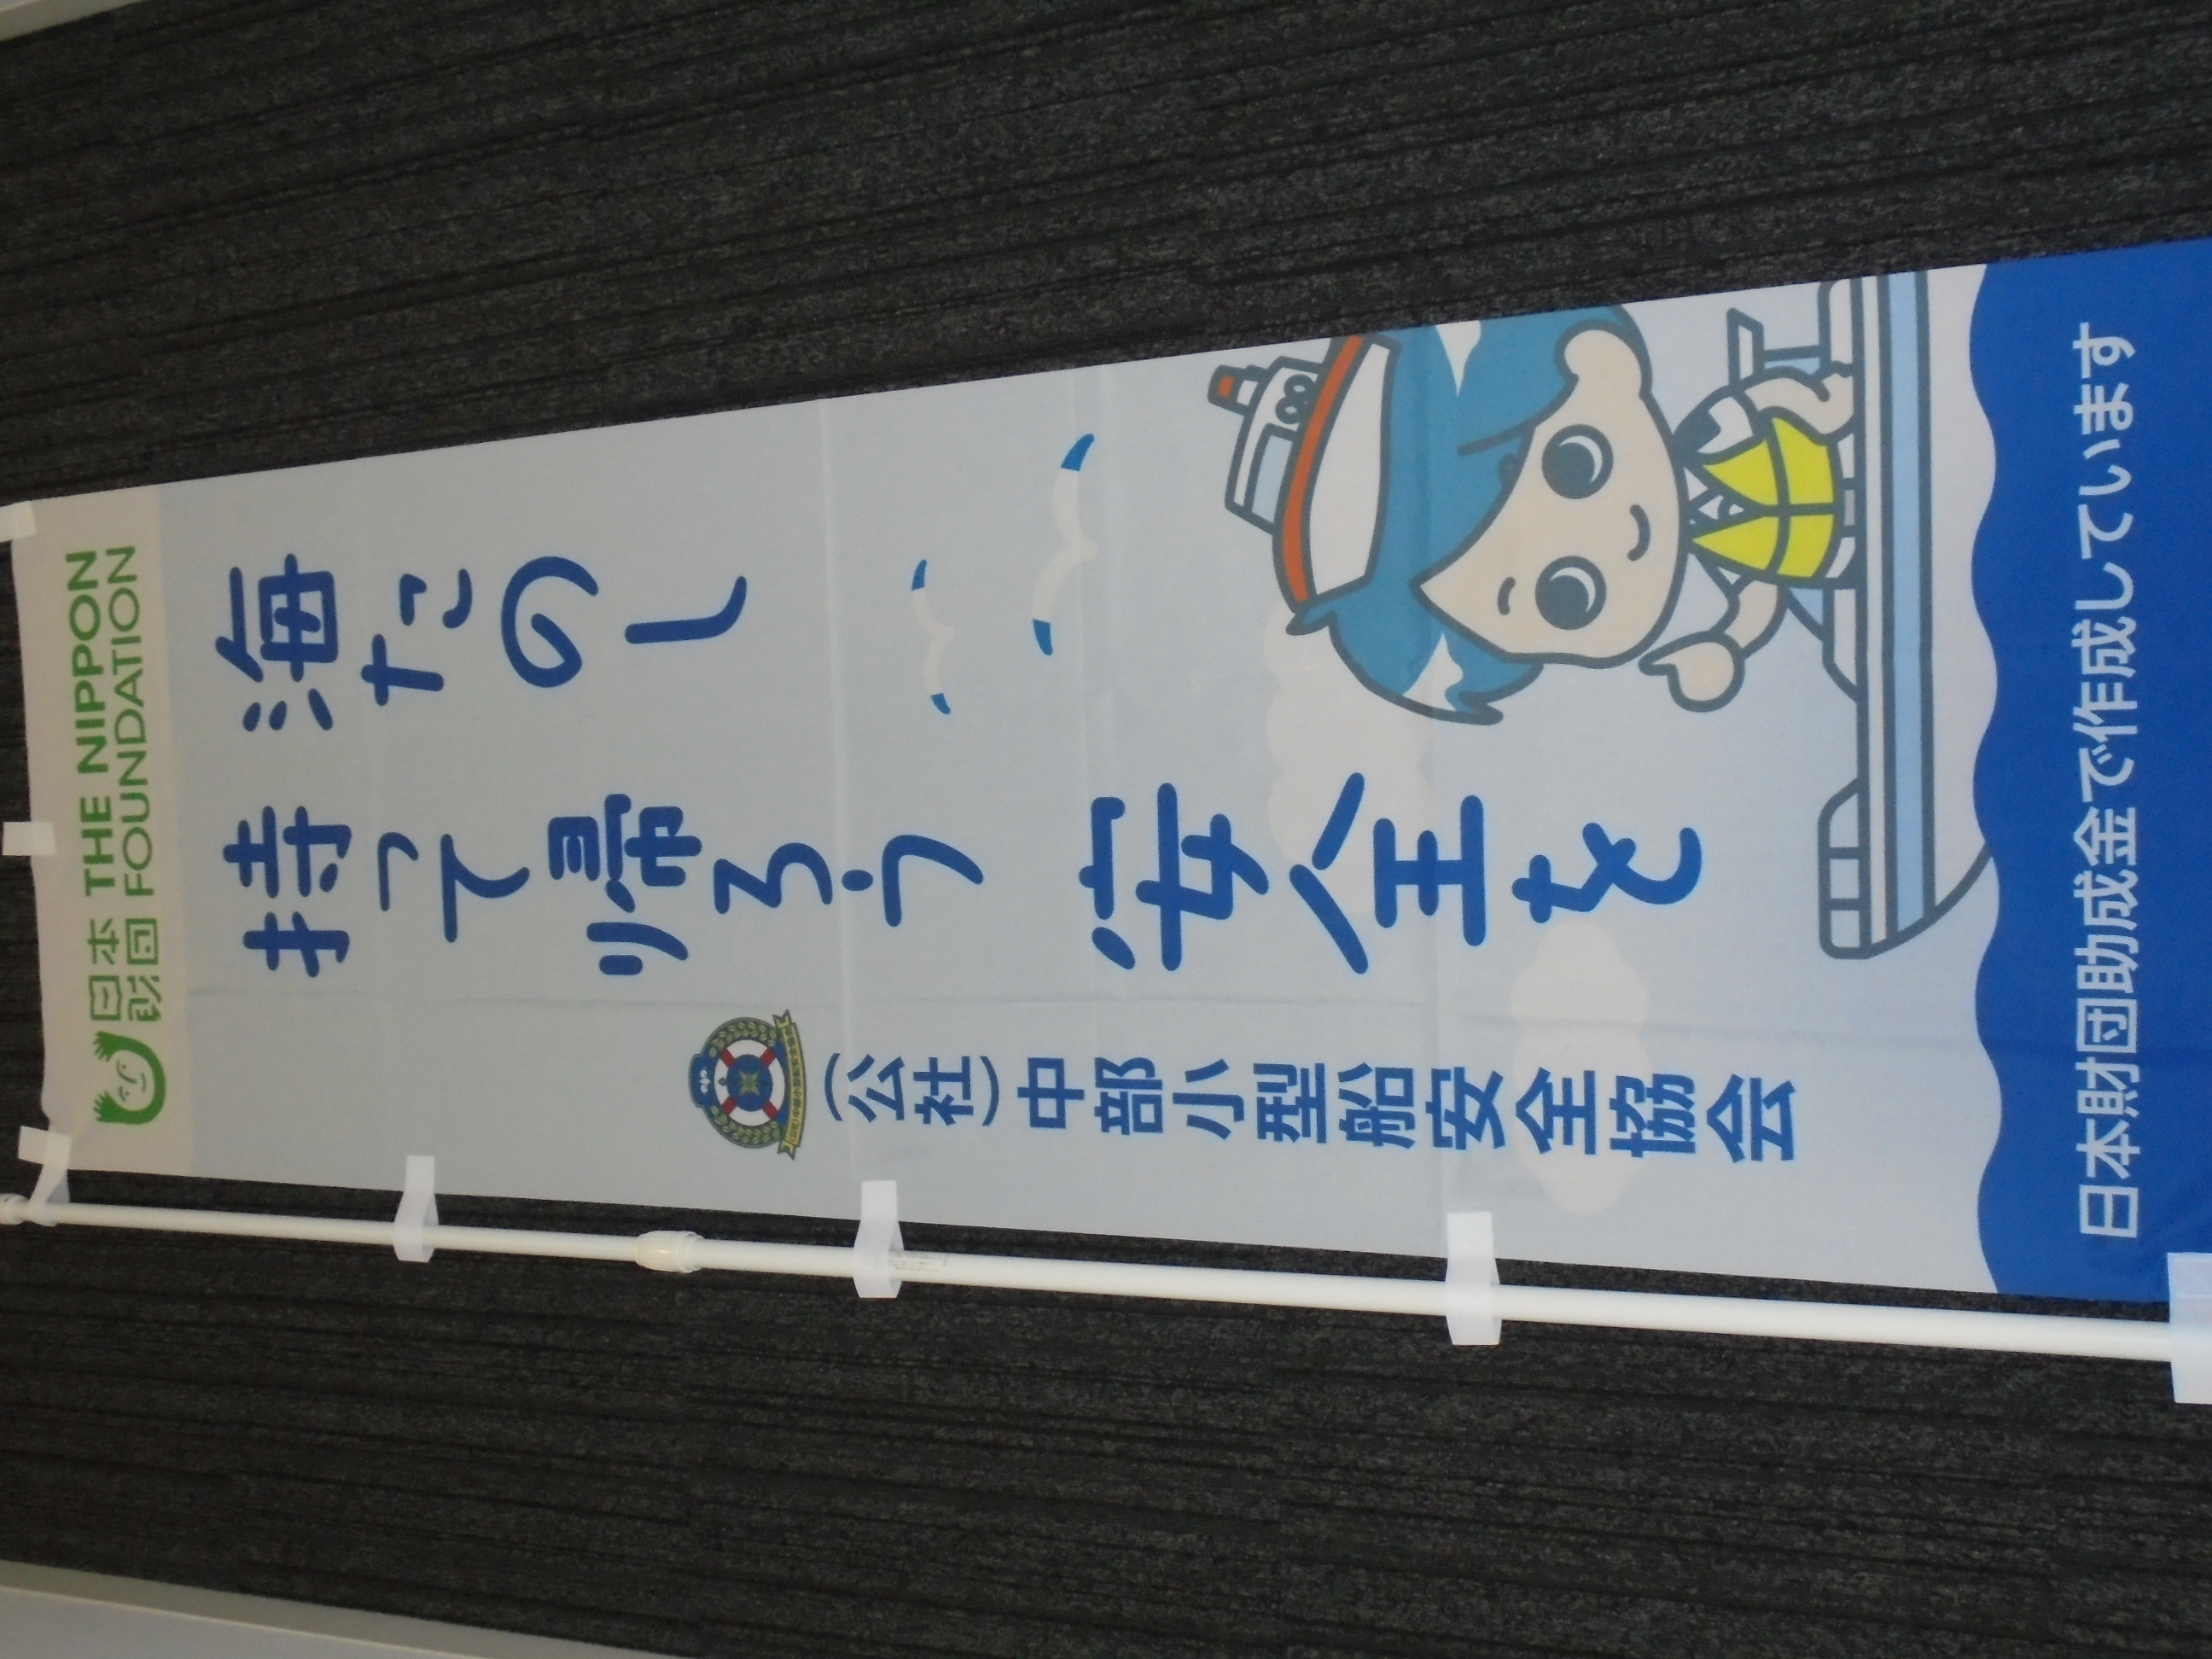 日本 THE NIPPON
財団 FOUNDATION
海たのし
持って帰ろう 安全を
(公社)中部小型船安全協会
日本財団助成金で作成しています